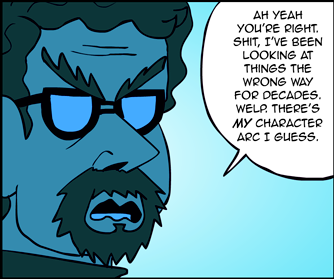 AH YEAH
YOU'RE RIGHT.
SHIT, I'VE BEEN
LOOKING AT
THINGS THE
WRONG WAY
FOR DECADES.
WELP. THERE'S
MY CHARACTER
ARC I GUESS.